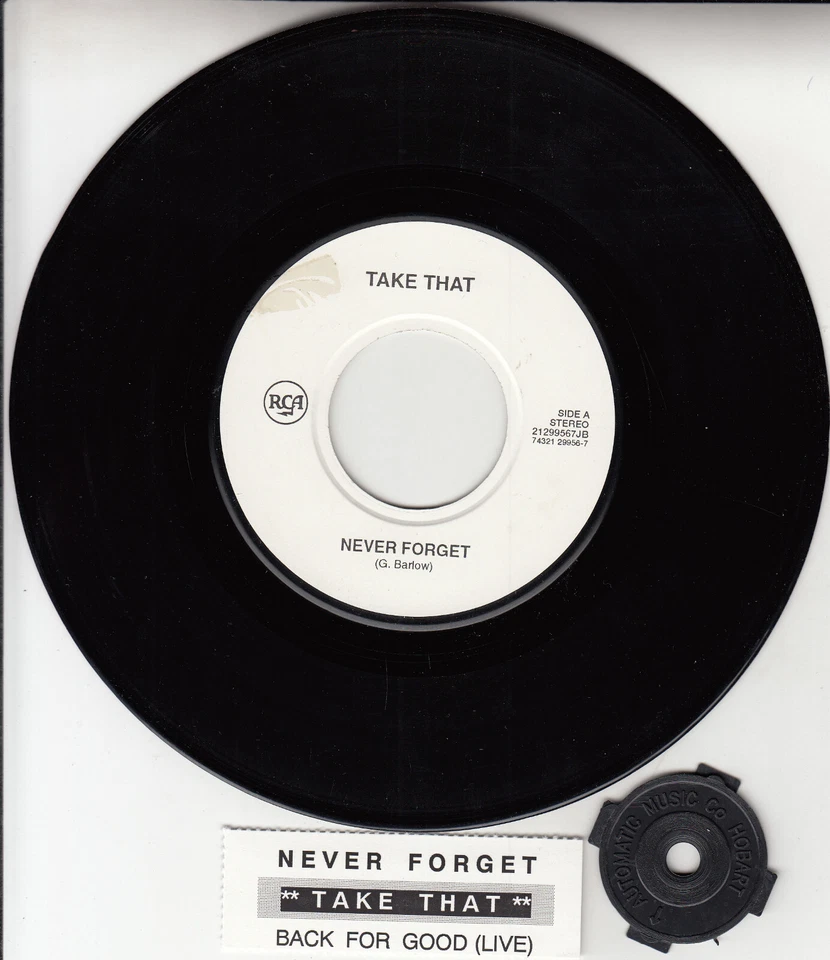 TAKE THAT
RCA
SIDE A
STEREO
21299567JB
74321 29956-7
NEVER FORGET
(G. Barlow)
AUTOMATIC MUSIC Co HOBART
NEVER FORGET
** TAKE THAT **
BACK FOR GOOD (LIVE)